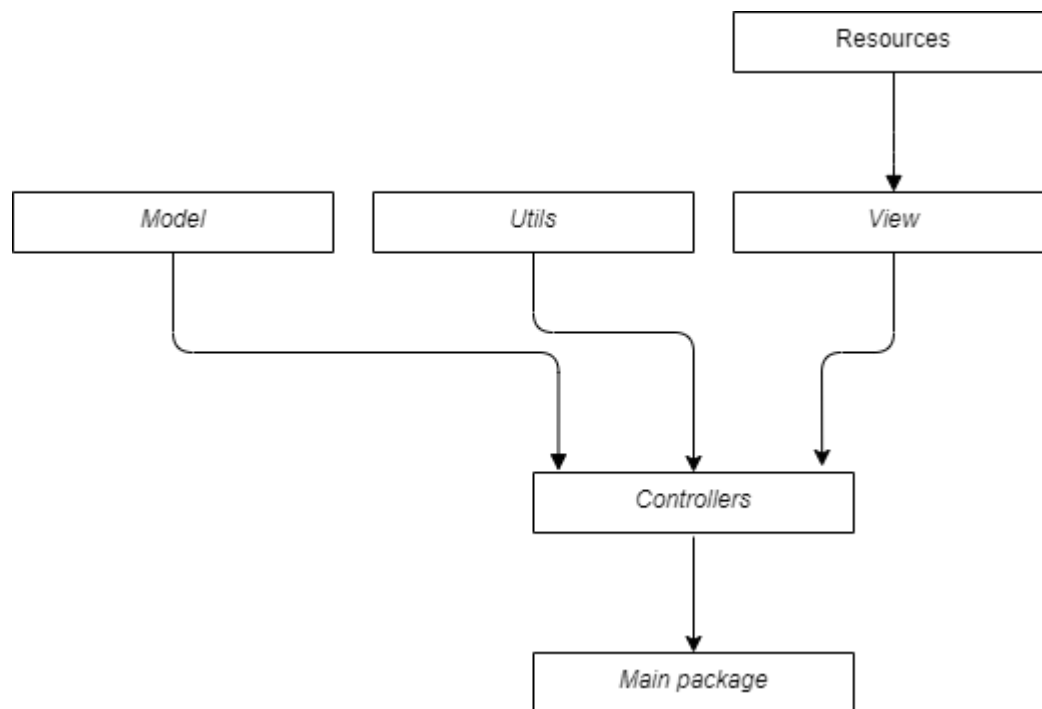 Resources
Model
Utils
View
Controllers
Main package